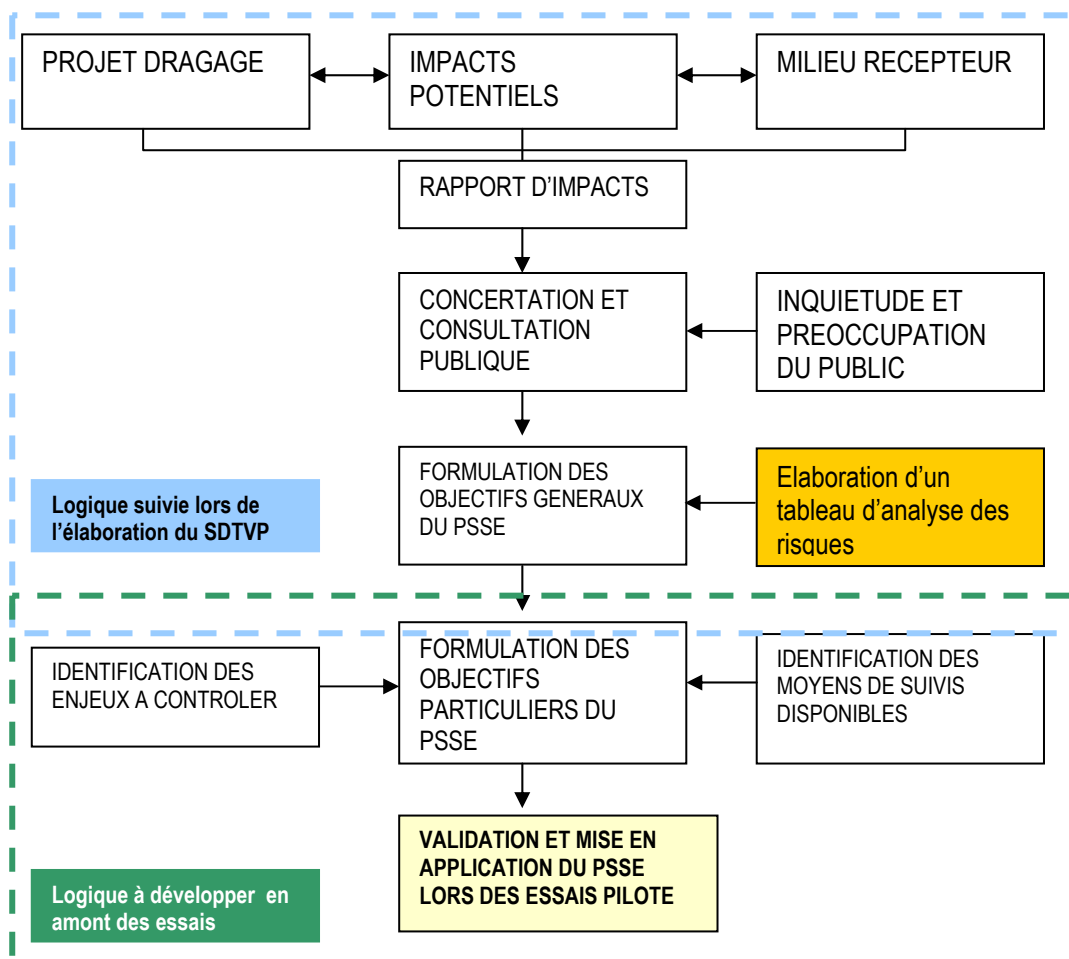 PROJET DRAGAGE
IMPACTS
POTENTIELS
MILIEU RECEPTEUR
RAPPORT D'IMPACTS
CONCERTATION ET
CONSULTATION
PUBLIQUE
INQUIETUDE ET
PREOCCUPATION
DU PUBLIC
FORMULATION DES
OBJECTIFS GENERAUX
DU PSSE
Elaboration d'un
tableau d'analyse des
risques
Logique suivie lors de
l'élaboration du SDTVP
IDENTIFICATION DES
ENJEUX A CONTROLER
FORMULATION DES
OBJECTIFS
PARTICULIERS DU
PSSE
IDENTIFICATION DES
MOYENS DE SUIVIS
DISPONIBLES
VALIDATION ET MISE EN
APPLICATION DU PSSE
LORS DES ESSAIS PILOTE
Logique à développer en
amont des essais